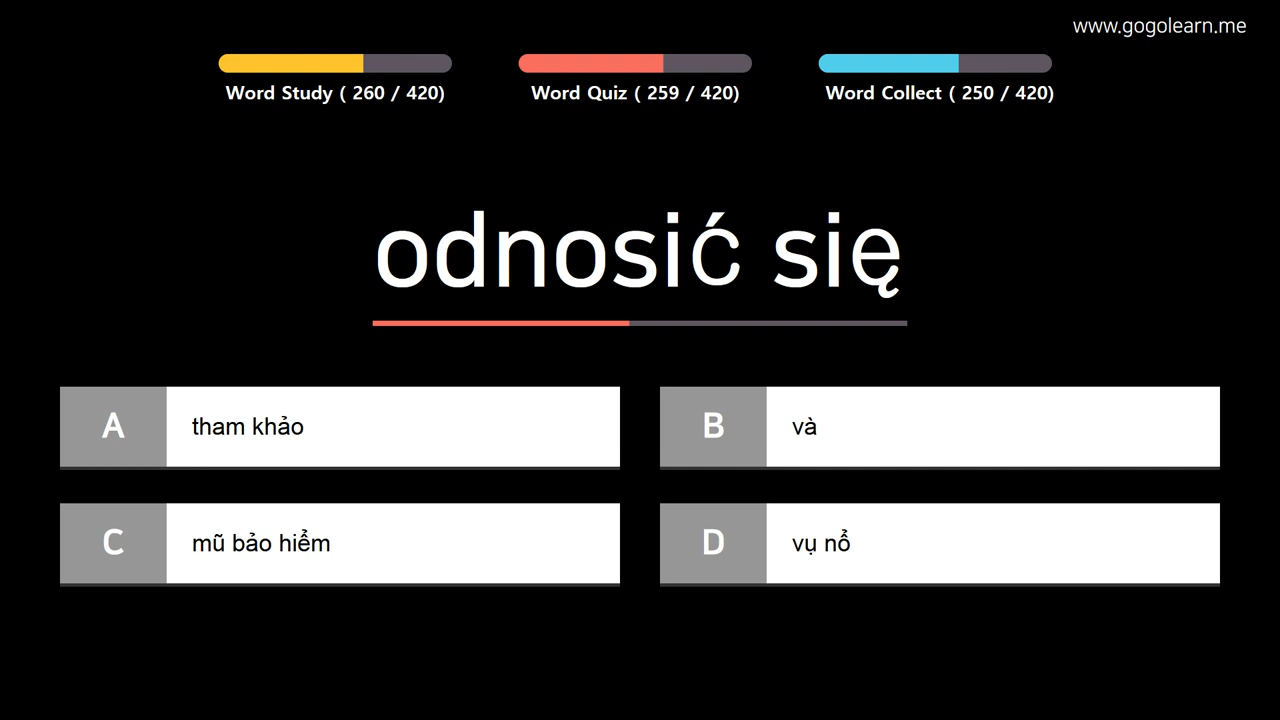 www.gogolearn.me
Word Study ( 260 / 420)
Word Quiz ( 259 / 420)
Word Collect ( 250 / 420)
odnosić się
A
tham khảo
B
và
C
mũ bảo hiểm
D
vụ nổ